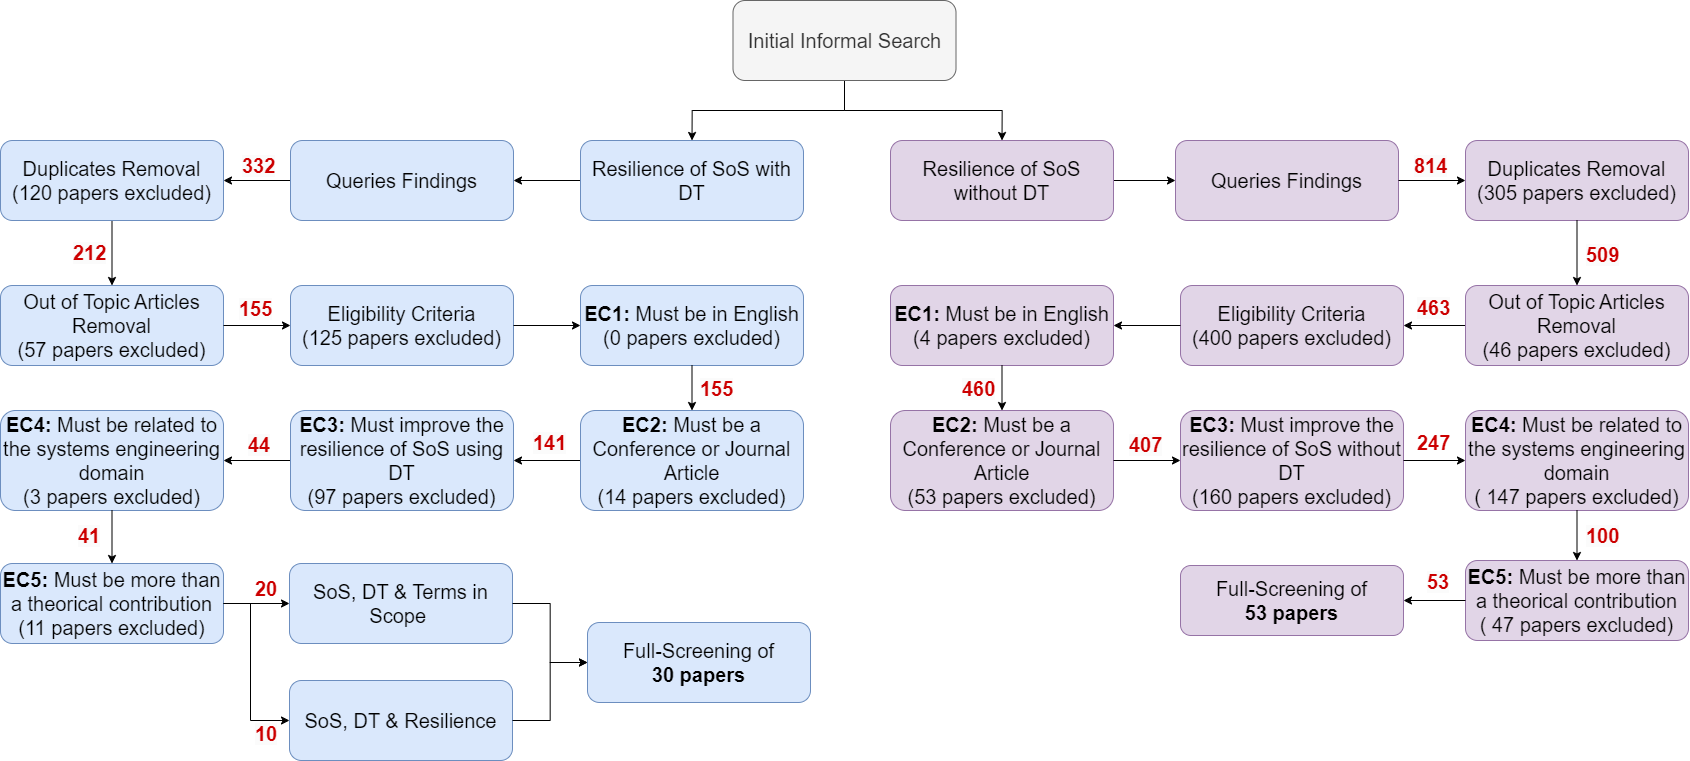 Initial Informal Search
Resilience of SoS with
DT
Queries Findings
332
Duplicates Removal
(120 papers excluded)
212
Out of Topic Articles
Removal
(57 papers excluded)
155
Eligibility Criteria
(125 papers excluded)
EC1: Must be in English
(0 papers excluded)
155
EC2: Must be a
Conference or Journal
Article
(14 papers excluded)
141
EC3: Must improve the
resilience of SoS using
DT
(97 papers excluded)
44
EC4: Must be related to
the systems engineering
domain
(3 papers excluded)
41
EC5: Must be more than
a theorical contribution
(11 papers excluded)
20
SoS, DT & Terms in
Scope
10
SoS, DT & Resilience
Full-Screening of
30 papers
Resilience of SoS
without DT
Queries Findings
814
Duplicates Removal
(305 papers excluded)
509
Out of Topic Articles
Removal
(46 papers excluded)
463
Eligibility Criteria
(400 papers excluded)
EC1: Must be in English
(4 papers excluded)
460
EC2: Must be a
Conference or Journal
Article
(53 papers excluded)
407
EC3: Must improve the
resilience of SoS without
DT
(160 papers excluded)
247
EC4: Must be related to
the systems engineering
domain
( 147 papers excluded)
100
EC5: Must be more than
a theorical contribution
( 47 papers excluded)
53
Full-Screening of
53 papers